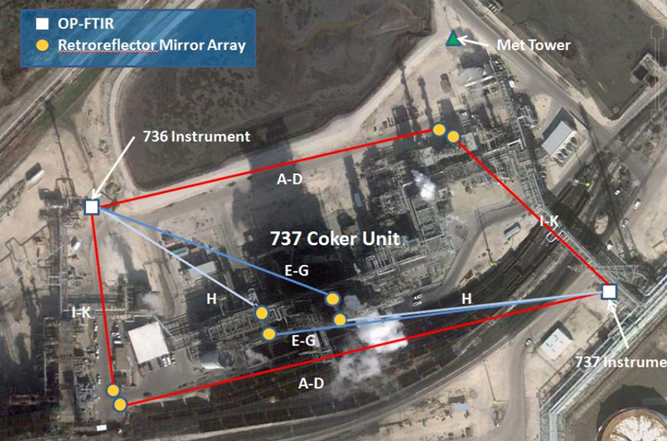 OP-FTIR
Retroreflector Mirror Array
Met Tower
736 Instrument
A-D
737 Coker Unit
I-K
E-G
H
H
I-K
E-G
A-D
737 Instrume